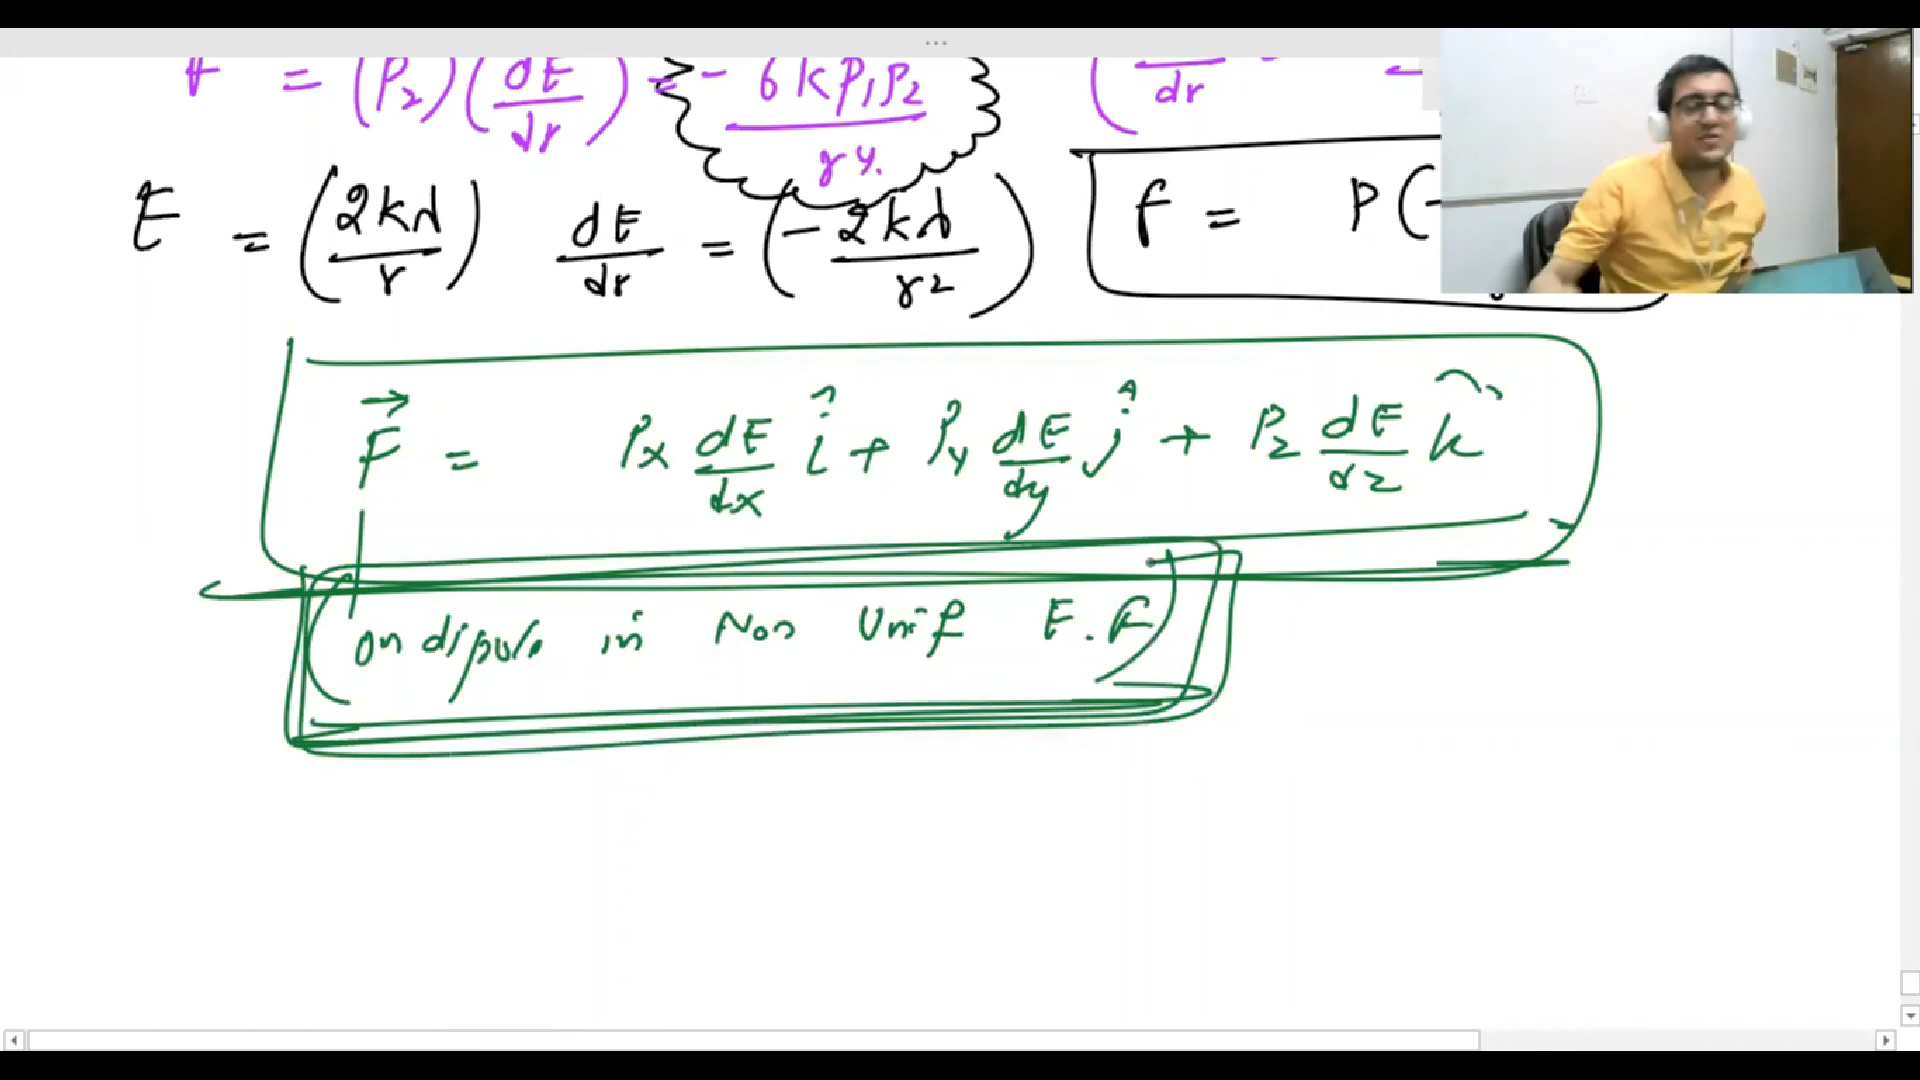 F = (P₂)(dE/dr) = - 6kP₁P₂/r⁴. (dr
E = (2kλ/r) dE/dr = (-2kλ/r²) f = P(-
F⃗ = Px dE/dx î + Py dE/dy ĵ + Pz dE/dz k̂
(on dipole in Non Unif E.F)